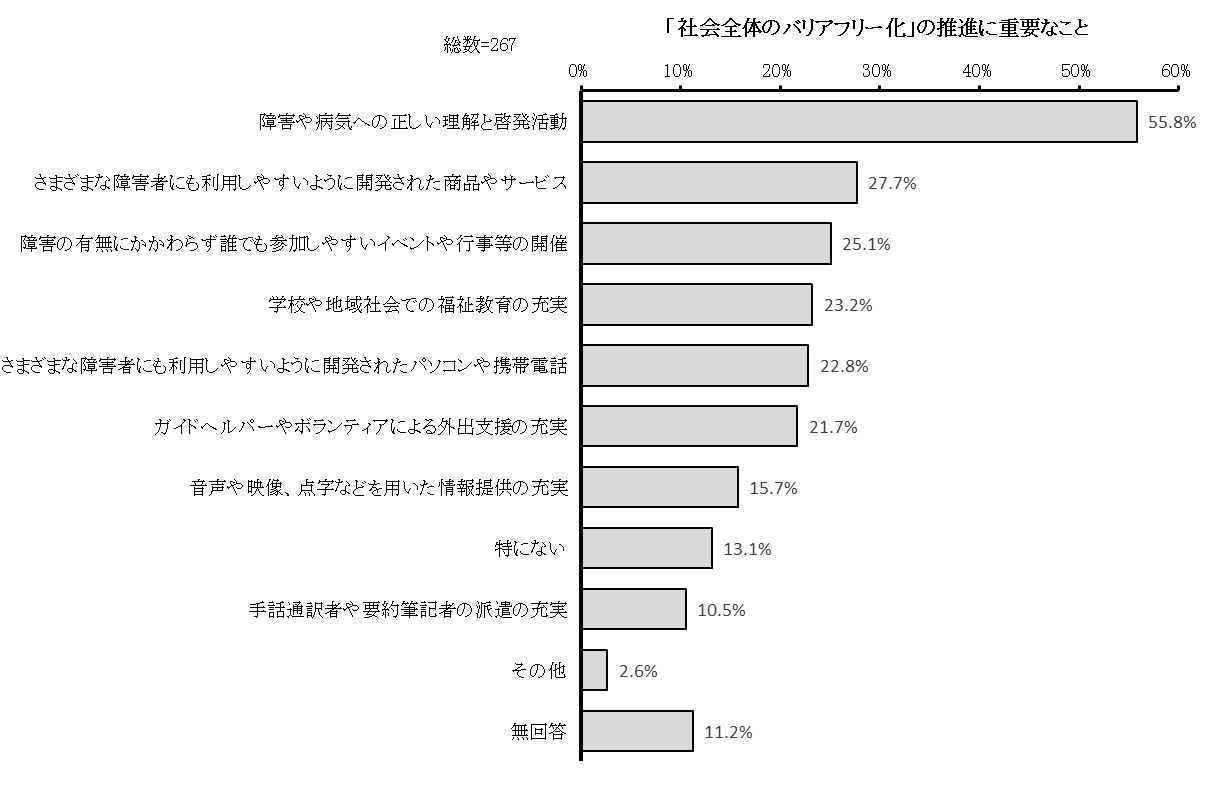 「社会全体のバリアフリー化」の推進に重要なこと
総数=267
0% 10% 20% 30% 40% 50% 60%
障害や病気への正しい理解と啓発活動 55.8%
さまざまな障害者にも利用しやすいように開発された商品やサービス 27.7%
障害の有無にかかわらず誰でも参加しやすいイベントや行事等の開催 25.1%
学校や地域社会での福祉教育の充実 23.2%
さまざまな障害者にも利用しやすいように開発されたパソコンや携帯電話 22.8%
ガイドヘルパーやボランティアによる外出支援の充実 21.7%
音声や映像、点字などを用いた情報提供の充実 15.7%
特にない 13.1%
手話通訳者や要約筆記者の派遣の充実 10.5%
その他 2.6%
無回答 11.2%